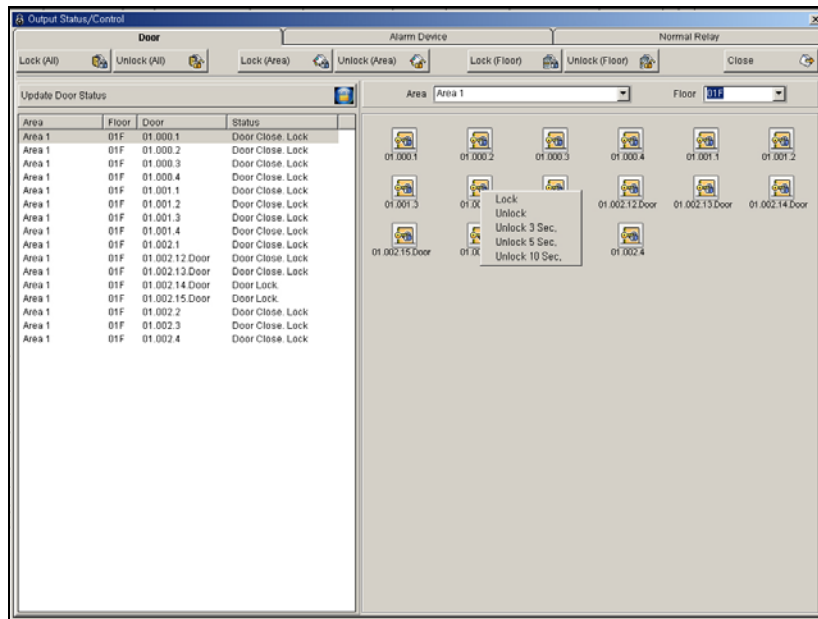 Output Status/Control
Door Alarm Device Normal Relay
Lock (All) Unlock (All) Lock (Area) Unlock (Area) Lock (Floor) Unlock (Floor) Close
Update Door Status
Area Area 1 Floor 01F
Area Floor Door Status
Area 1 01F 01.000.1 Door Close. Lock
Area 1 01F 01.000.2 Door Close. Lock
Area 1 01F 01.000.3 Door Close. Lock
Area 1 01F 01.000.4 Door Close. Lock
Area 1 01F 01.001.1 Door Close. Lock
Area 1 01F 01.001.2 Door Close. Lock
Area 1 01F 01.001.3 Door Close. Lock
Area 1 01F 01.001.4 Door Close. Lock
Area 1 01F 01.002.1 Door Close. Lock
Area 1 01F 01.002.12.Door Door Close. Lock
Area 1 01F 01.002.13.Door Door Close. Lock
Area 1 01F 01.002.14.Door Door Lock.
Area 1 01F 01.002.15.Door Door Lock.
Area 1 01F 01.002.2 Door Close. Lock
Area 1 01F 01.002.3 Door Close. Lock
Area 1 01F 01.002.4 Door Close. Lock
01.000.1 01.000.2 01.000.3 01.000.4 01.001.1 01.001.2
01.001.3 01.00 01.002.12.Door 01.002.13.Door 01.002.14.Door
01.002.15.Door 01.00 01.002.4
Lock
Unlock
Unlock 3 Sec,
Unlock 5 Sec,
Unlock 10 Sec,